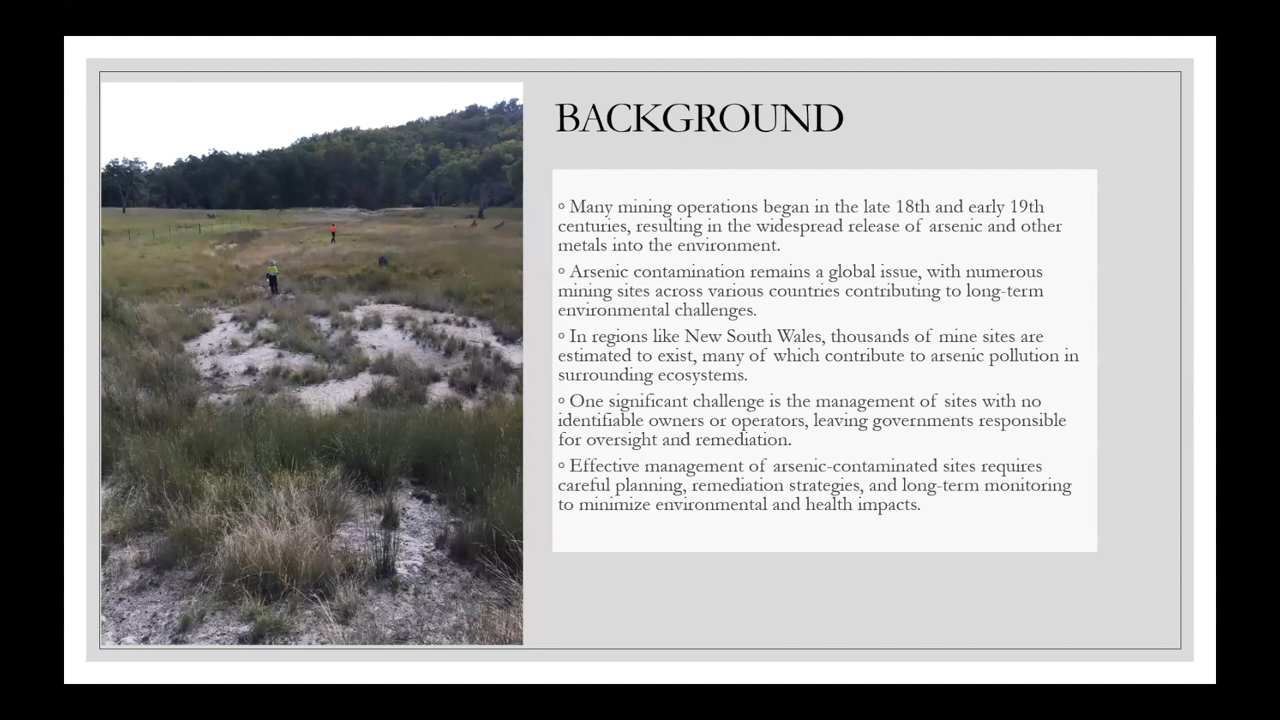 BACKGROUND
◦ Many mining operations began in the late 18th and early 19th
centuries, resulting in the widespread release of arsenic and other
metals into the environment.
◦ Arsenic contamination remains a global issue, with numerous
mining sites across various countries contributing to long-term
environmental challenges.
◦ In regions like New South Wales, thousands of mine sites are
estimated to exist, many of which contribute to arsenic pollution in
surrounding ecosystems.
◦ One significant challenge is the management of sites with no
identifiable owners or operators, leaving governments responsible
for oversight and remediation.
◦ Effective management of arsenic-contaminated sites requires
careful planning, remediation strategies, and long-term monitoring
to minimize environmental and health impacts.